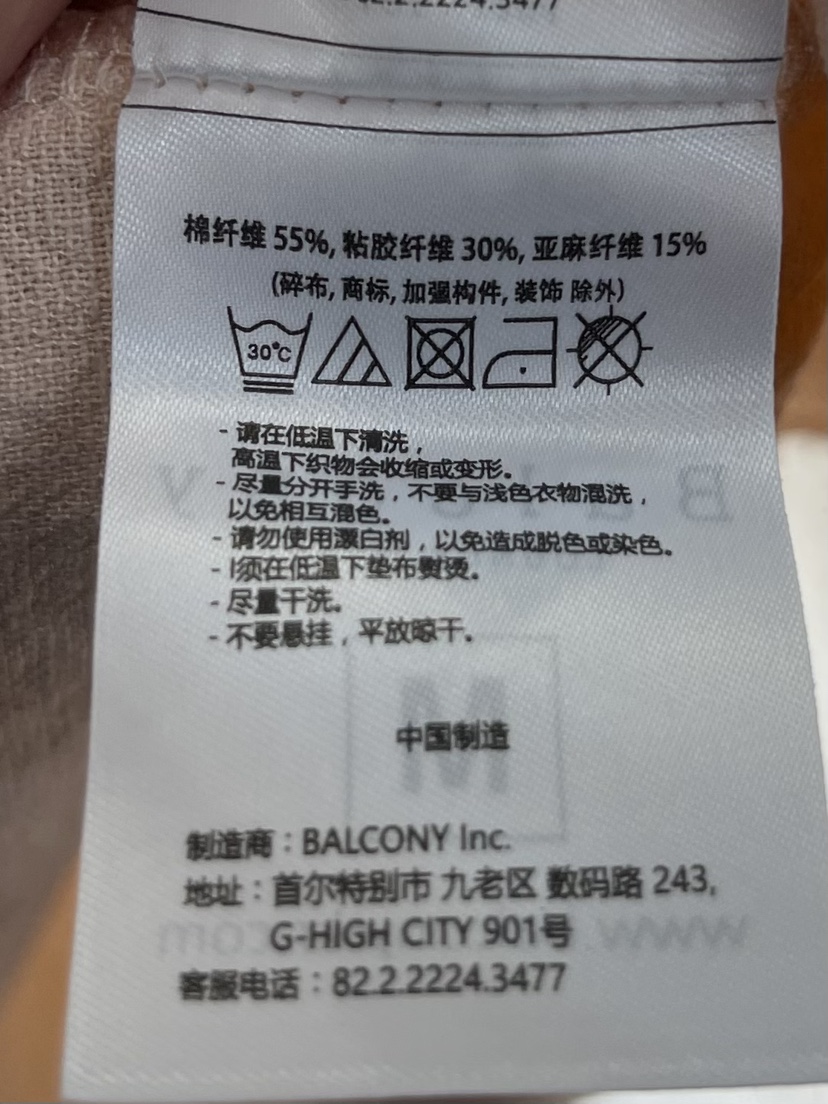 棉纤维 55%, 粘胶纤维 30%, 亚麻纤维 15%
(碎布, 商标, 加强构件, 装饰 除外)
30℃
- 请在低温下清洗，
高温下织物会收缩或变形。
- 尽量分开手洗，不要与浅色衣物混洗，
以免相互混色。
- 请勿使用漂白剂，以免造成脱色或染色。
- 须在低温下垫布熨烫。
- 尽量干洗。
- 不要悬挂，平放晾干。
M
中国制造
制造商：BALCONY Inc.
地址：首尔特别市 九老区 数码路 243,
G-HIGH CITY 901号
客服电话：82.2.2224.3477